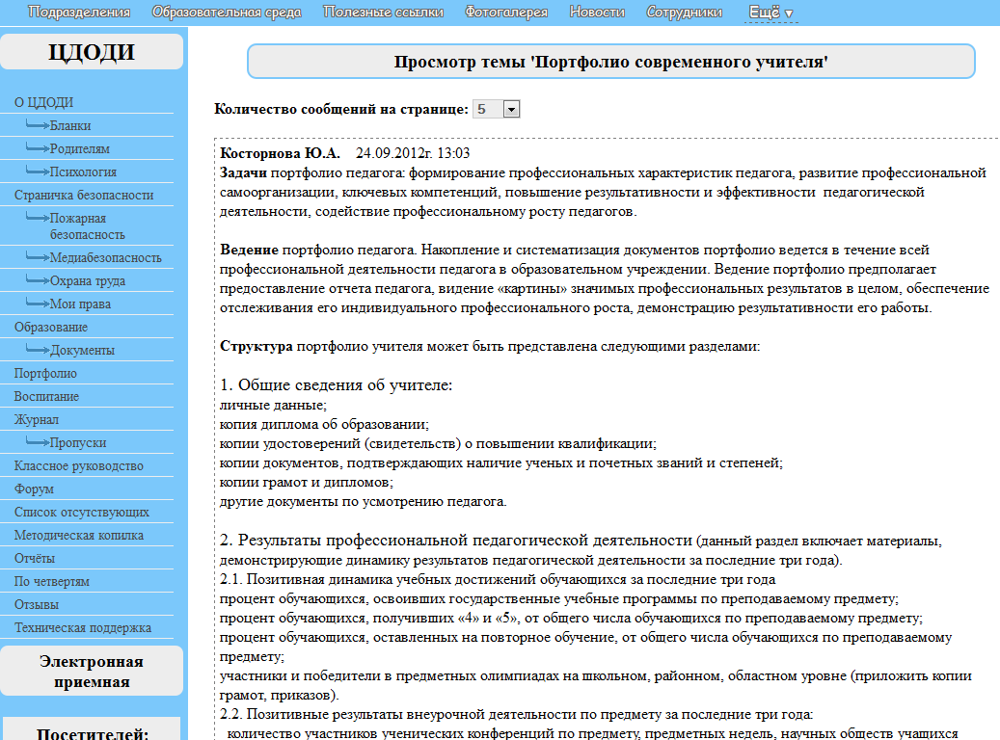 Подразделения Образовательная среда Полезные ссылки Фотогалерея Новости Сотрудники Ещё ▼
ЦДОДИ
О ЦДОДИ
Бланки
Родителям
Психология
Страничка безопасности
Пожарная
безопасность
Медиабезопасность
Охрана труда
Мои права
Образование
Документы
Портфолио
Воспитание
Журнал
Пропуски
Классное руководство
Форум
Список отсутствующих
Методическая копилка
Отчёты
По четвертям
Отзывы
Техническая поддержка
Электронная
приемная
Посетителей:
Просмотр темы 'Портфолио современного учителя'
Количество сообщений на странице: 5
Косторнова Ю.А. 24.09.2012г. 13:03
Задачи портфолио педагога: формирование профессиональных характеристик педагога, развитие профессиональной
самоорганизации, ключевых компетенций, повышение результативности и эффективности педагогической
деятельности, содействие профессиональному росту педагогов.
Ведение портфолио педагога. Накопление и систематизация документов портфолио ведется в течение всей
профессиональной деятельности педагога в образовательном учреждении. Ведение портфолио предполагает
предоставление отчета педагога, видение «картины» значимых профессиональных результатов в целом, обеспечение
отслеживания его индивидуального профессионального роста, демонстрацию результативности его работы.
Структура портфолио учителя может быть представлена следующими разделами:
1. Общие сведения об учителе:
личные данные;
копия диплома об образовании;
копии удостоверений (свидетельств) о повышении квалификации;
копии документов, подтверждающих наличие ученых и почетных званий и степеней;
копии грамот и дипломов;
другие документы по усмотрению педагога.
2. Результаты профессиональной педагогической деятельности (данный раздел включает материалы,
демонстрирующие динамику результатов педагогической деятельности за последние три года).
2.1. Позитивная динамика учебных достижений обучающихся за последние три года
процент обучающихся, освоивших государственные учебные программы по преподаваемому предмету;
процент обучающихся, получивших «4» и «5», от общего числа обучающихся по преподаваемому предмету;
процент обучающихся, оставленных на повторное обучение, от общего числа обучающихся по преподаваемому
предмету;
участники и победители в предметных олимпиадах на школьном, районном, областном уровне (приложить копии
грамот, приказов).
2.2. Позитивные результаты внеурочной деятельности по предмету за последние три года:
количество участников ученических конференций по предмету, предметных недель, научных обществ учащихся